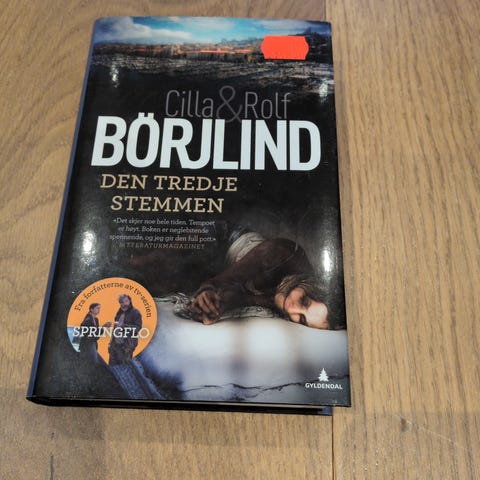 Cilla & Rolf
BÖRJLIND
DEN TREDJE
STEMMEN
«Det skjer noe hele tiden. Tempoet
er høyt. Boken er neglebitende
spennende, og jeg gir den full pott.»
LITTERATURMAGAZINET
Fra forfatterne av tv-serien
SPRINGFLO
GYLDENDAL